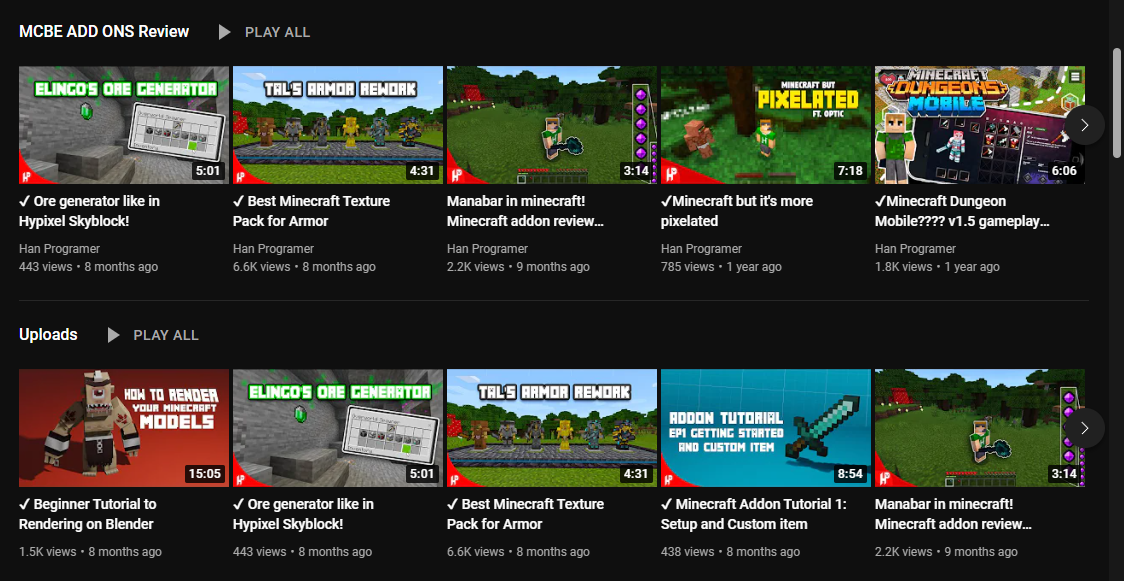 MCBE ADD ONS Review PLAY ALL
ELINGO'S ORE GENERATOR
5:01
TAL'S ARMOR REWORK
4:31
3:14
MINECRAFT BUT
PIXELATED
FT. OPTIC
7:18
MINECRAFT
DUNGEONS
MOBILE
6:06
✓ Ore generator like in
Hypixel Skyblock!
Han Programer
443 views • 8 months ago
✓ Best Minecraft Texture
Pack for Armor
Han Programer
6.6K views • 8 months ago
Manabar in minecraft!
Minecraft addon review...
Han Programer
2.2K views • 9 months ago
✓Minecraft but it's more
pixelated
Han Programer
785 views • 1 year ago
✓Minecraft Dungeon
Mobile???? v1.5 gameplay...
Han Programer
1.8K views • 1 year ago
Uploads PLAY ALL
HOW TO RENDER
YOUR MINECRAFT
MODELS
15:05
ELINGO'S ORE GENERATOR
5:01
TAL'S ARMOR REWORK
4:31
ADDON TUTORIAL
EP1 GETTING STARTED
AND CUSTOM ITEM
8:54
3:14
✓ Beginner Tutorial to
Rendering on Blender
1.5K views • 8 months ago
✓ Ore generator like in
Hypixel Skyblock!
443 views • 8 months ago
✓ Best Minecraft Texture
Pack for Armor
6.6K views • 8 months ago
✓ Minecraft Addon Tutorial 1:
Setup and Custom item
438 views • 8 months ago
Manabar in minecraft!
Minecraft addon review...
2.2K views • 9 months ago